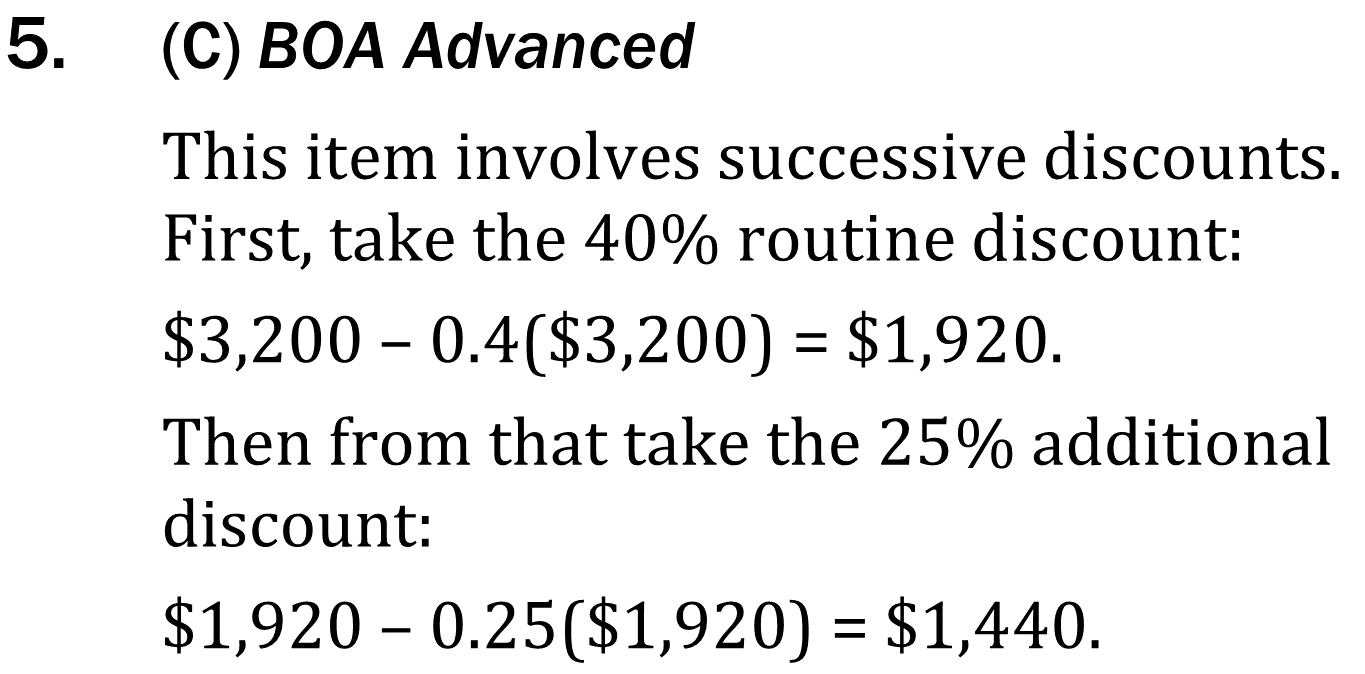 5. (C) BOA Advanced
This item involves successive discounts.
First, take the 40% routine discount:
$3,200 – 0.4($3,200) = $1,920.
Then from that take the 25% additional
discount:
$1,920 – 0.25($1,920) = $1,440.